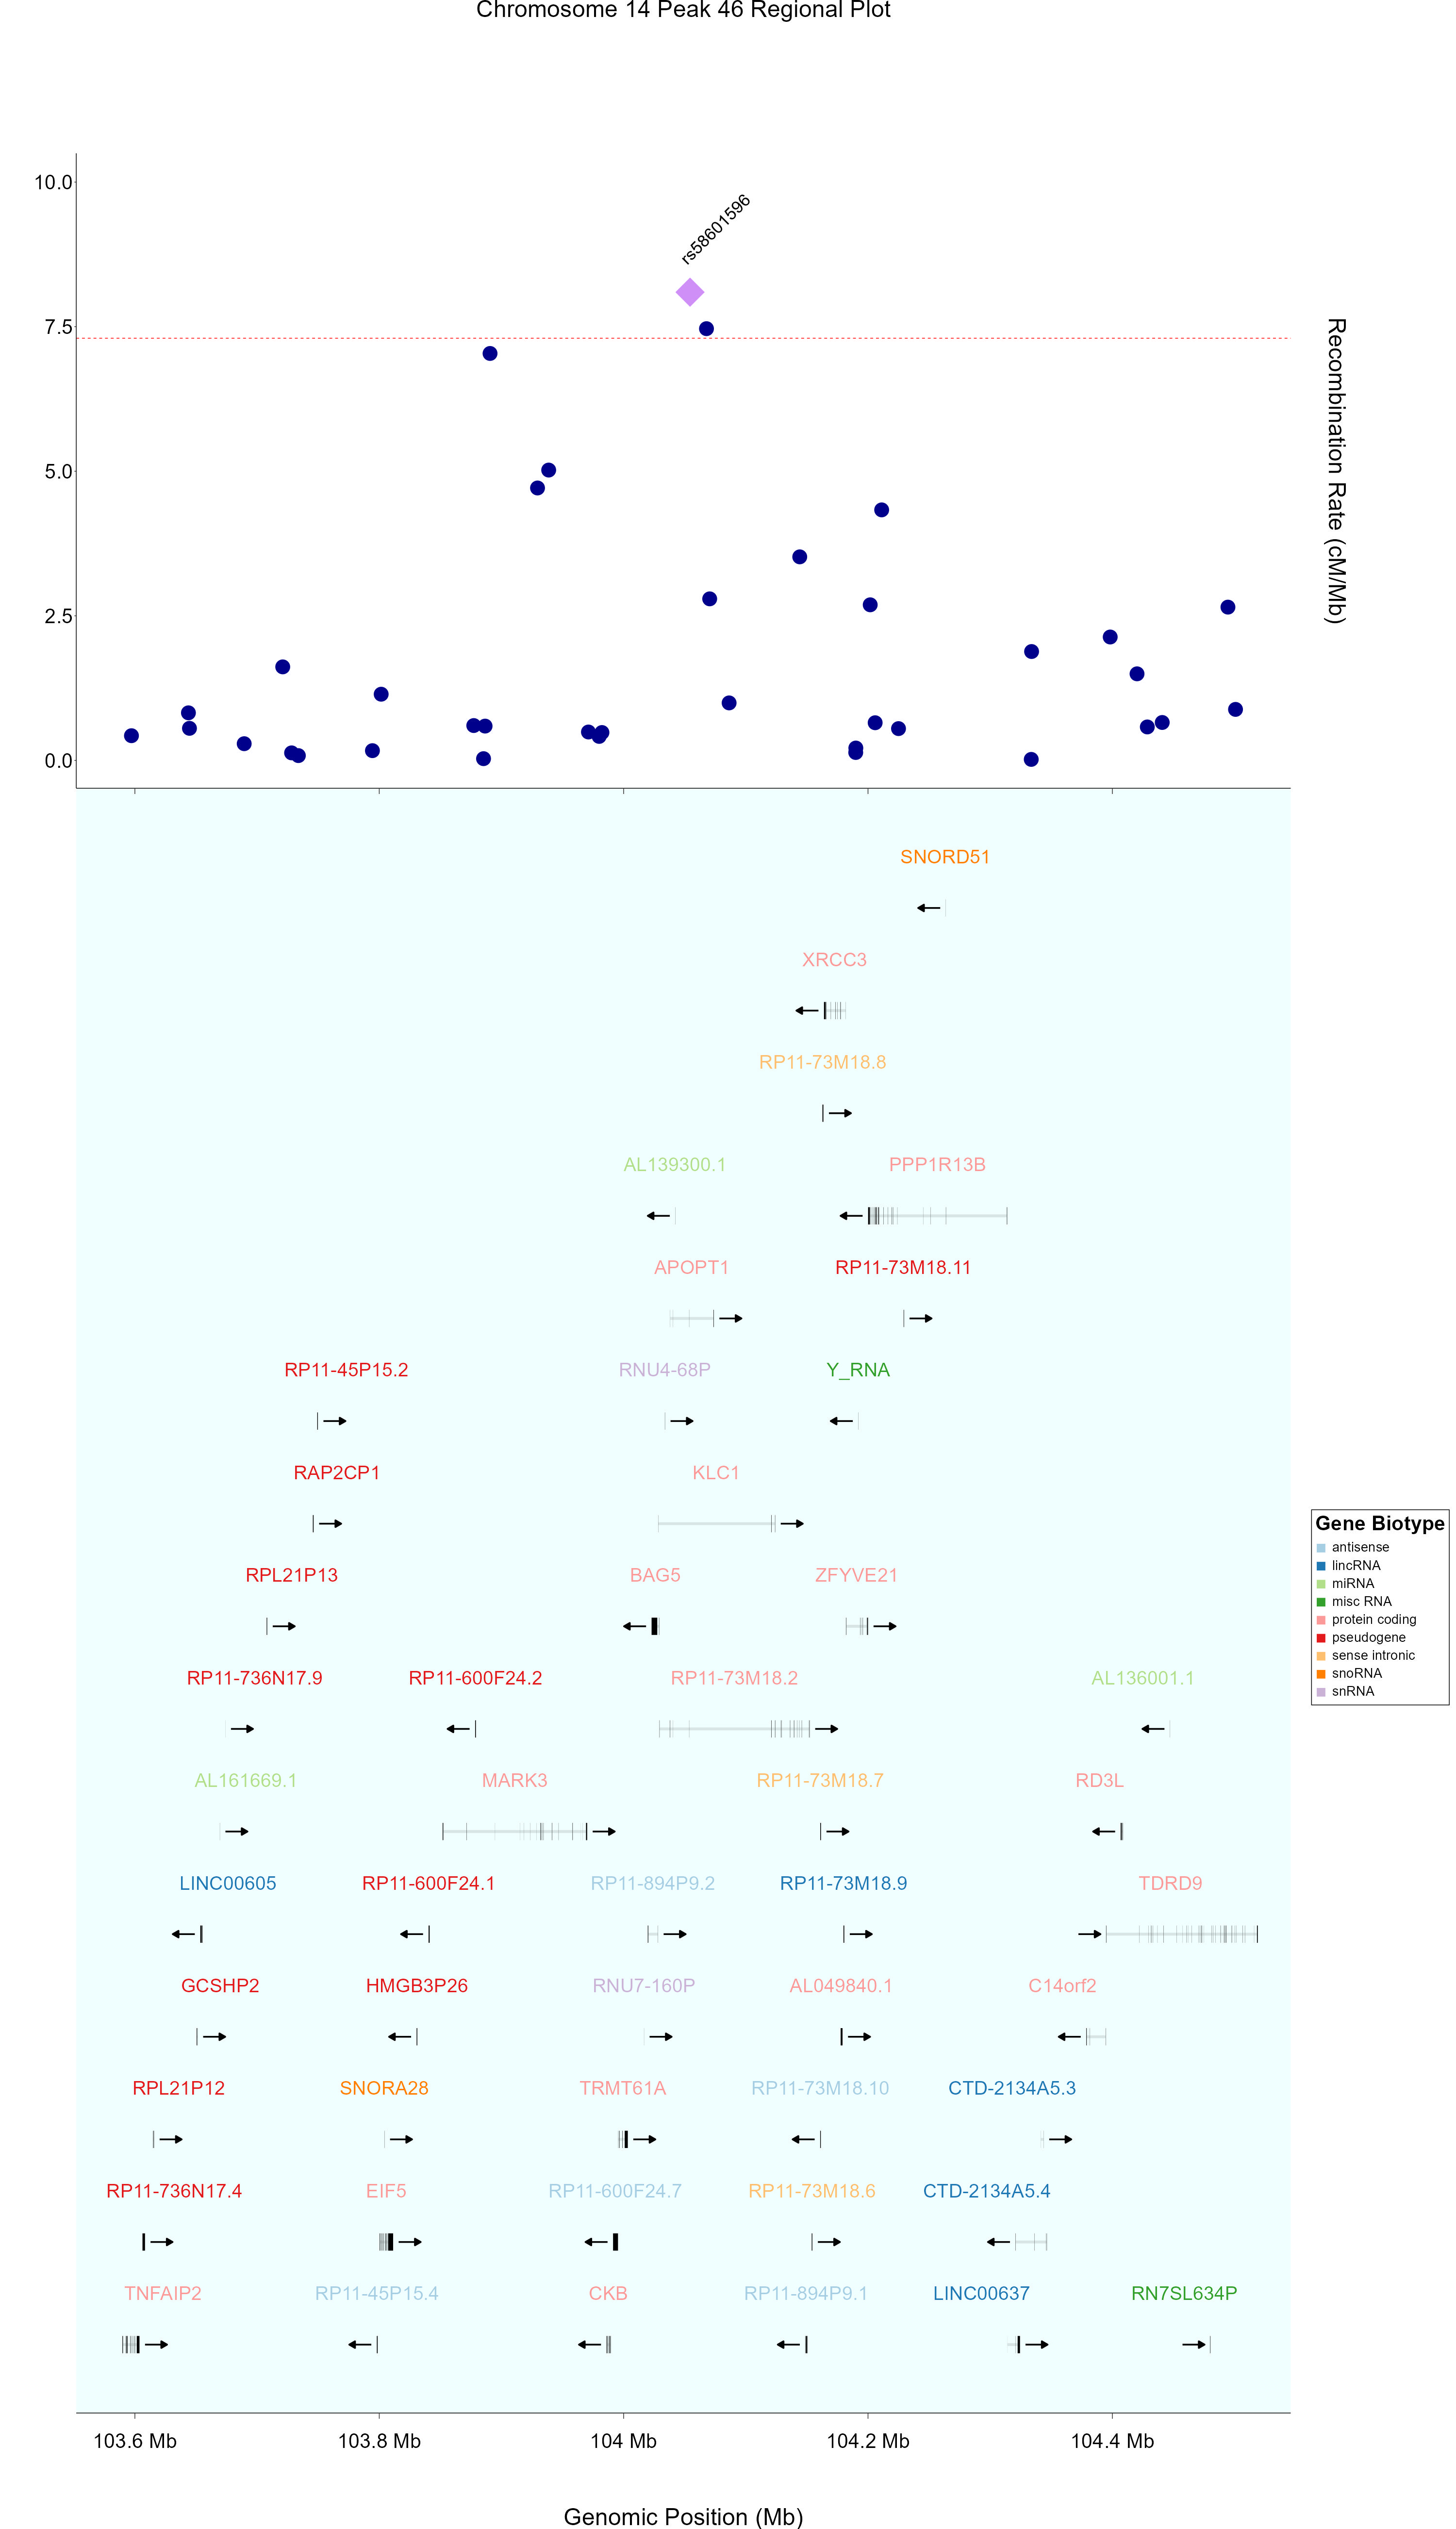 Chromosome 14 Peak 46 Regional Plot
10.0
7.5
5.0
2.5
0.0
rs58601596
Recombination Rate (cM/Mb)
SNORD51
XRCC3
RP11-73M18.8
AL139300.1
PPP1R13B
APOPT1
RP11-73M18.11
RP11-45P15.2
RNU4-68P
Y_RNA
RAP2CP1
KLC1
RPL21P13
BAG5
ZFYVE21
RP11-736N17.9
RP11-600F24.2
RP11-73M18.2
AL136001.1
AL161669.1
MARK3
RP11-73M18.7
RD3L
LINC00605
RP11-600F24.1
RP11-894P9.2
RP11-73M18.9
TDRD9
GCSHP2
HMGB3P26
RNU7-160P
AL049840.1
C14orf2
RPL21P12
SNORA28
TRMT61A
RP11-73M18.10
CTD-2134A5.3
RP11-736N17.4
EIF5
RP11-600F24.7
RP11-73M18.6
CTD-2134A5.4
TNFAIP2
RP11-45P15.4
CKB
RP11-894P9.1
LINC00637
RN7SL634P
Gene Biotype
antisense
lincRNA
miRNA
misc RNA
protein coding
pseudogene
sense intronic
snoRNA
snRNA
103.6 Mb
103.8 Mb
104 Mb
104.2 Mb
104.4 Mb
Genomic Position (Mb)